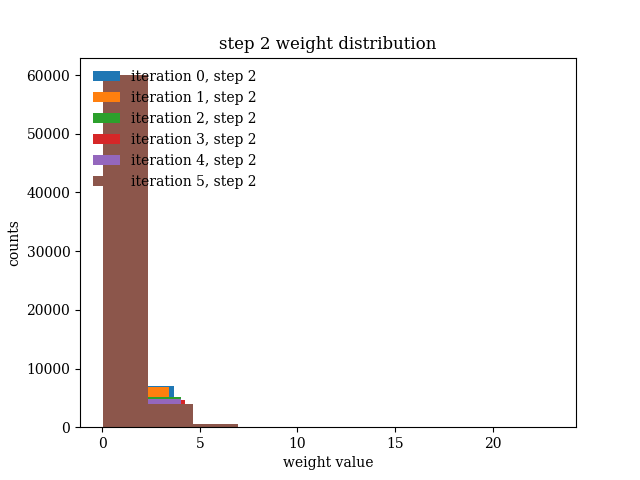 step 2 weight distribution
60000
50000
40000
30000
20000
10000
0
counts
iteration 0, step 2
iteration 1, step 2
iteration 2, step 2
iteration 3, step 2
iteration 4, step 2
iteration 5, step 2
0 5 10 15 20
weight value